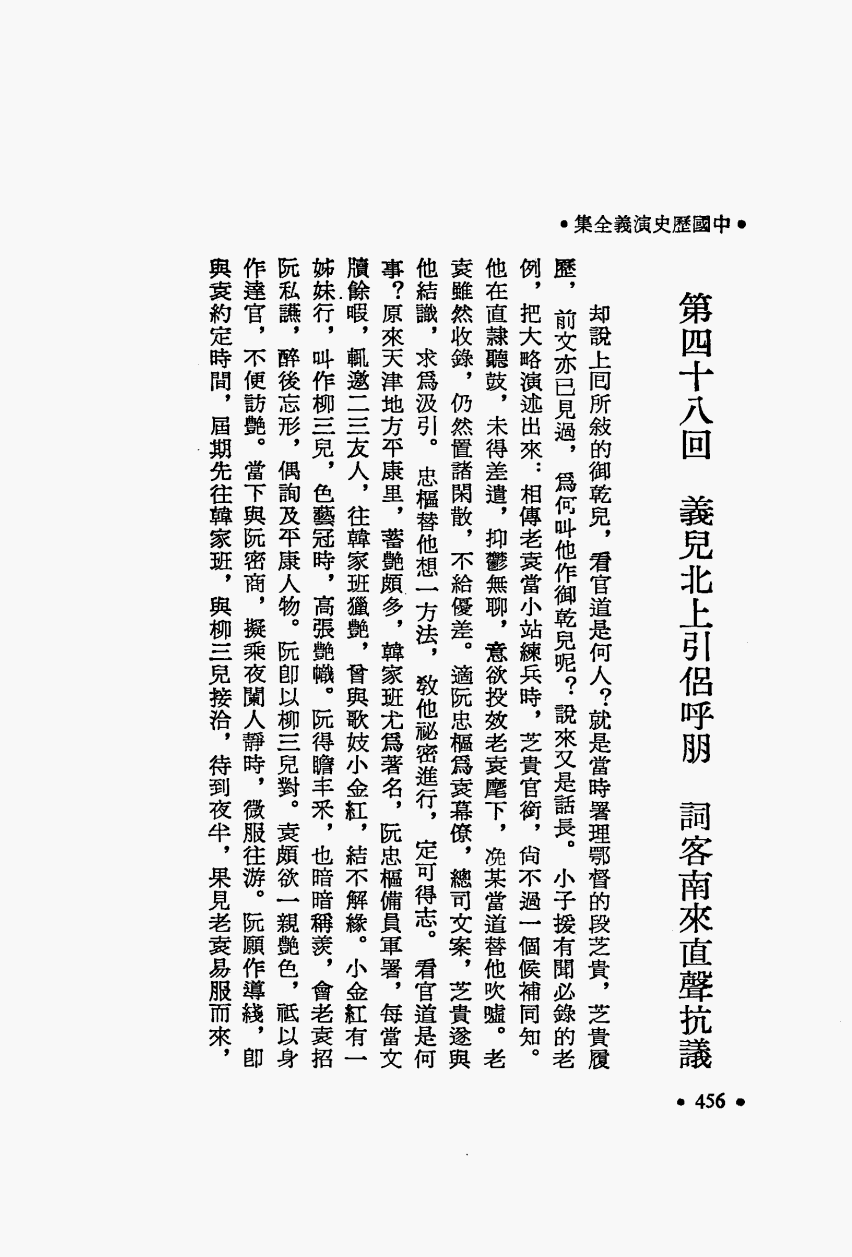 •中國歷史演義全集•
第四十八回　義兒北上引侶呼朋　詞客南來直聲抗議
却說上回所敍的御乾兒，看官道是何人？就是當時署理鄂督的段芝貴，芝貴履
歷，前文亦已見過，爲何叫他作御乾兒呢？說來又是話長。小子援有聞必錄的老
例，把大略演述出來：相傳老袁當小站練兵時，芝貴官銜，尙不過一個候補同知。
他在直隸聽鼓，未得差遣，抑鬱無聊，意欲投效老袁麾下，浼某當道替他吹噓。老
袁雖然收錄，仍然置諸閑散，不給優差。適阮忠樞爲袁幕僚，總司文案，芝貴遂與
他結識，求爲汲引。忠樞替他想一方法，敎他祕密進行，定可得志。看官道是何
事？原來天津地方平康里，蓄艷頗多，韓家班尤爲著名，阮忠樞備員軍署，每當文
牘餘暇，輒邀二三友人，往韓家班獵艷，曾與歌妓小金紅，結不解緣。小金紅有一
姊妹行，叫作柳三兒，色藝冠時，高張艷幟。阮得瞻丰釆，也暗暗稱羨，會老袁招
阮私讌，醉後忘形，偶詢及平康人物。阮卽以柳三兒對。袁頗欲一親艷色，祗以身
作達官，不便訪艷。當下與阮密商，擬乘夜闌人靜時，微服往游。阮願作導綫，卽
與袁約定時間，屆期先往韓家班，與柳三兒接洽，待到夜半，果見老袁易服而來，
• 456 •